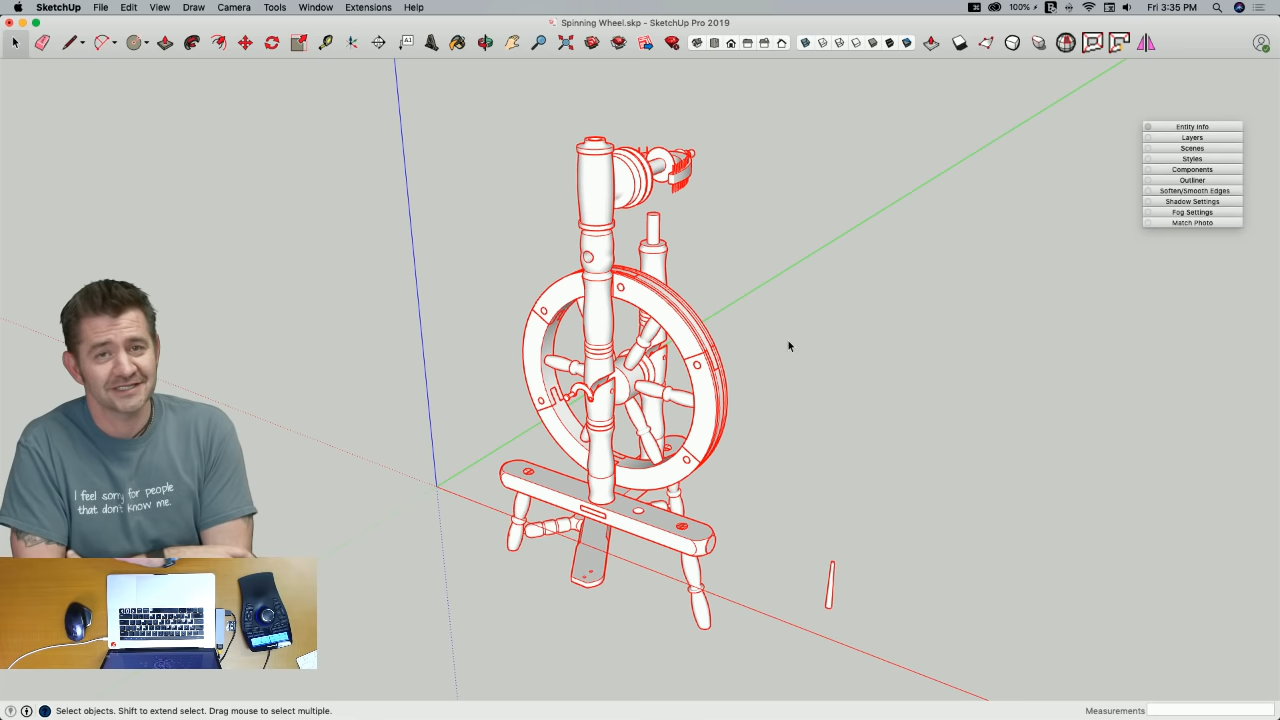 SketchUp File Edit View Draw Camera Tools Window Extensions Help
100%
Fri 3:35 PM
Spinning Wheel.skp - SketchUp Pro 2019
Entity Info
Layers
Scenes
Styles
Components
Outliner
Soften/Smooth Edges
Shadow Settings
Fog Settings
Match Photo
I feel sorry for people
that don't know me.
Select objects. Shift to extend select. Drag mouse to select multiple.
Measurements